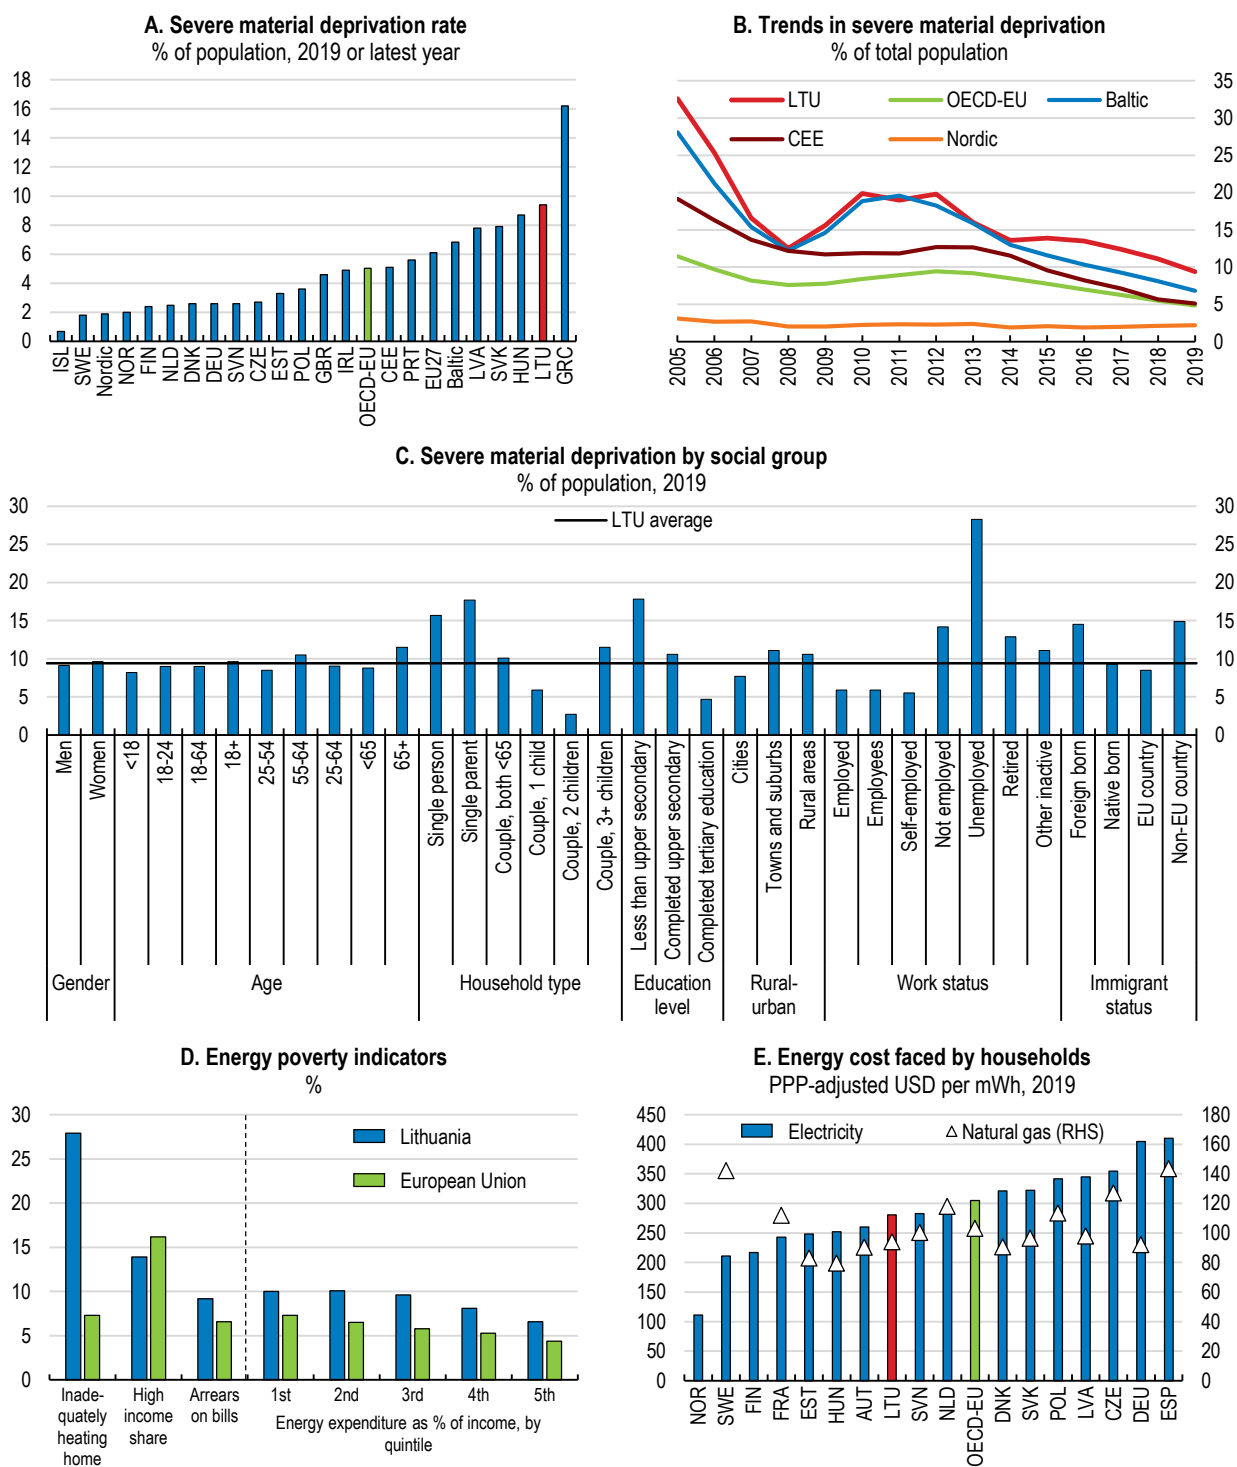 A. Severe material deprivation rate
% of population, 2019 or latest year
18
16
14
12
10
8
6
4
2
0
ISL
SWE
Nordic
NOR
FIN
NLD
DNK
DEU
SVN
CZE
EST
POL
GBR
IRL
OECD-EU
CEE
PRT
EU27
Baltic
LVA
SVK
HUN
LTU
GRC
B. Trends in severe material deprivation
% of total population
LTU
OECD-EU
Baltic
CEE
Nordic
35
30
25
20
15
10
5
0
2005
2006
2007
2008
2009
2010
2011
2012
2013
2014
2015
2016
2017
2018
2019
C. Severe material deprivation by social group
% of population, 2019
LTU average
30
25
20
15
10
5
0
30
25
20
15
10
5
0
Men
Women
<18
18-24
18-64
18+
25-54
55-64
25-64
<65
65+
Single person
Single parent
Couple, both <65
Couple, 1 child
Couple, 2 children
Couple, 3+ children
Less than upper secondary
Completed upper secondary
Completed tertiary education
Cities
Towns and suburbs
Rural areas
Employed
Employees
Self-employed
Not employed
Unemployed
Retired
Other inactive
Foreign born
Native born
EU country
Non-EU country
Gender
Age
Household type
Education
level
Rural-
urban
Work status
Immigrant
status
D. Energy poverty indicators
%
Lithuania
European Union
30
25
20
15
10
5
0
Inade-
quately
heating
home
High
income
share
Arrears
on bills
1st
2nd
3rd
4th
5th
Energy expenditure as % of income, by
quintile
E. Energy cost faced by households
PPP-adjusted USD per mWh, 2019
Electricity
Natural gas (RHS)
450
400
350
300
250
200
150
100
50
0
180
160
140
120
100
80
60
40
20
0
NOR
SWE
FIN
FRA
EST
HUN
AUT
LTU
SVN
NLD
OECD-EU
DNK
SVK
POL
LVA
CZE
DEU
ESP